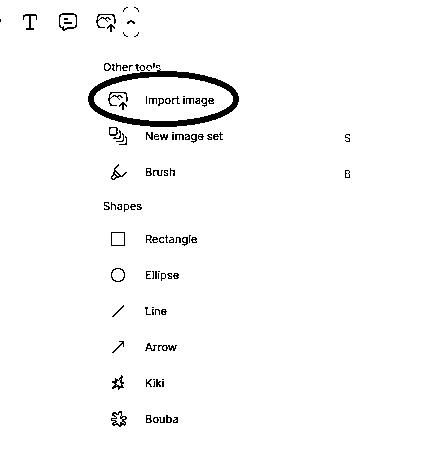 T
Other tools
Import image
New image set S
Brush B
Shapes
Rectangle
Ellipse
Line
Arrow
Kiki
Bouba